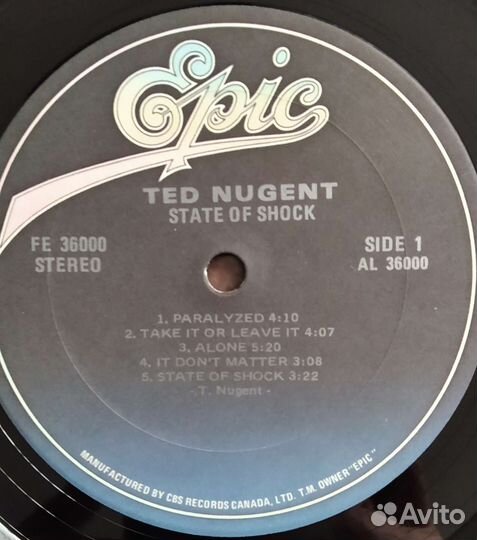 Epic
TED NUGENT
STATE OF SHOCK
FE 36000
STEREO
SIDE 1
AL 36000
1. PARALYZED 4:10
2. TAKE IT OR LEAVE IT 4:07
3. ALONE 5:20
4. IT DON'T MATTER 3:08
5. STATE OF SHOCK 3:22
-T. Nugent-
MANUFACTURED BY CBS RECORDS CANADA, LTD. T.M. OWNER "EPIC"
Avito